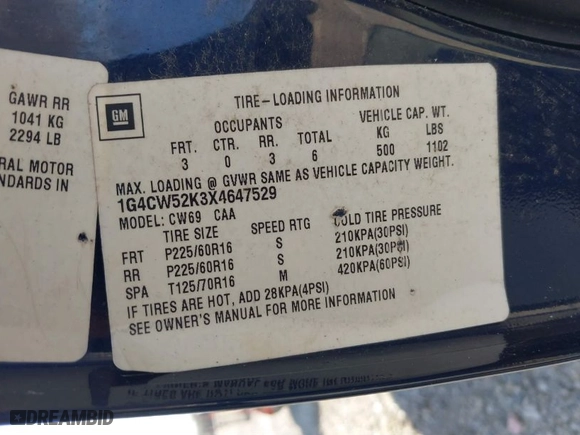 GAWR RR
1041 KG
2294 LB
RAL MOTOR
STANDARDS IN
GM
TIRE-LOADING INFORMATION
OCCUPANTS VEHICLE CAP. WT.
FRT. CTR. RR. TOTAL KG LBS
3 0 3 6 500 1102
MAX. LOADING @ GVWR SAME AS VEHICLE CAPACITY WEIGHT.
1G4CW52K3X4647529
MODEL: CW69 CAA
TIRE SIZE SPEED RTG COLD TIRE PRESSURE
FRT P225/60R16 S 210KPA(30PSI)
RR P225/60R16 S 210KPA(30PSI)
SPA T125/70R16 M 420KPA(60PSI)
IF TIRES ARE HOT, ADD 28KPA(4PSI)
SEE OWNER'S MANUAL FOR MORE INFORMATION
DREAMBID